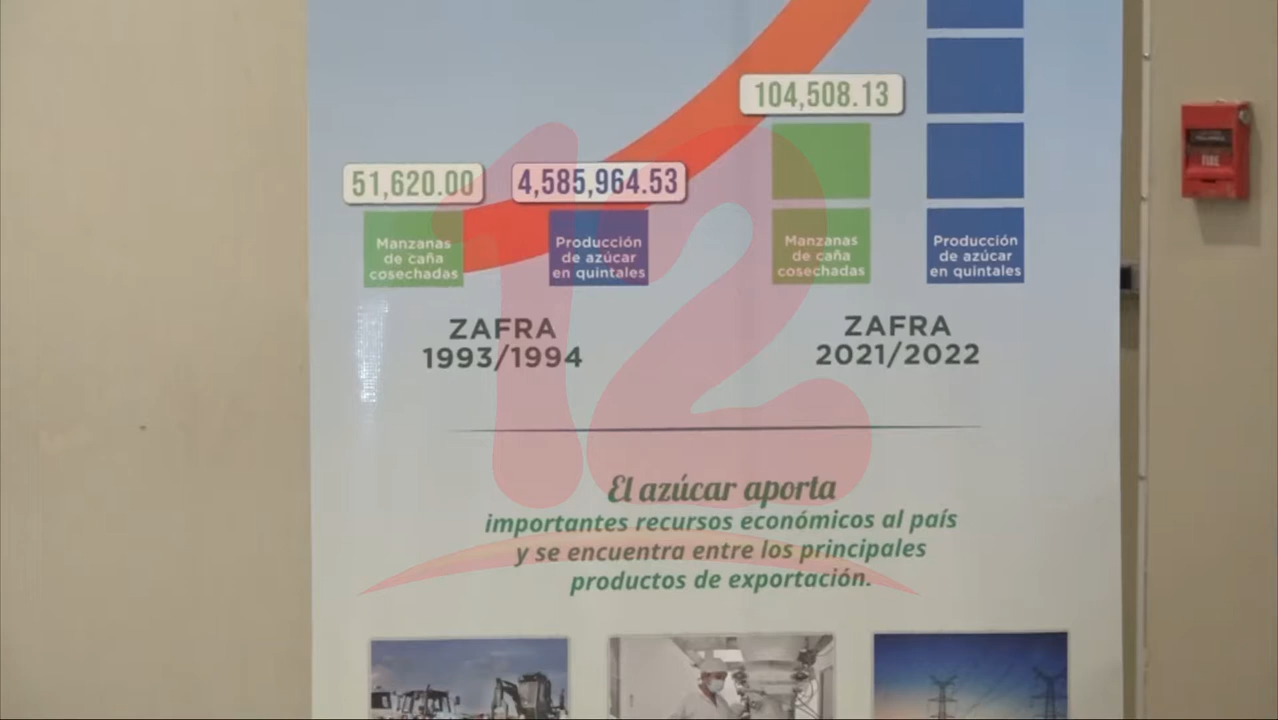 104,508.13
51,620.00
4,585,964.53
Manzanas
de caña
cosechadas
Producción
de azúcar
en quintales
Manzanas
de caña
cosechadas
Producción
de azúcar
en quintales
ZAFRA
1993/1994
ZAFRA
2021/2022
12
El azúcar aporta
importantes recursos económicos al país
y se encuentra entre los principales
productos de exportación.
FIRE